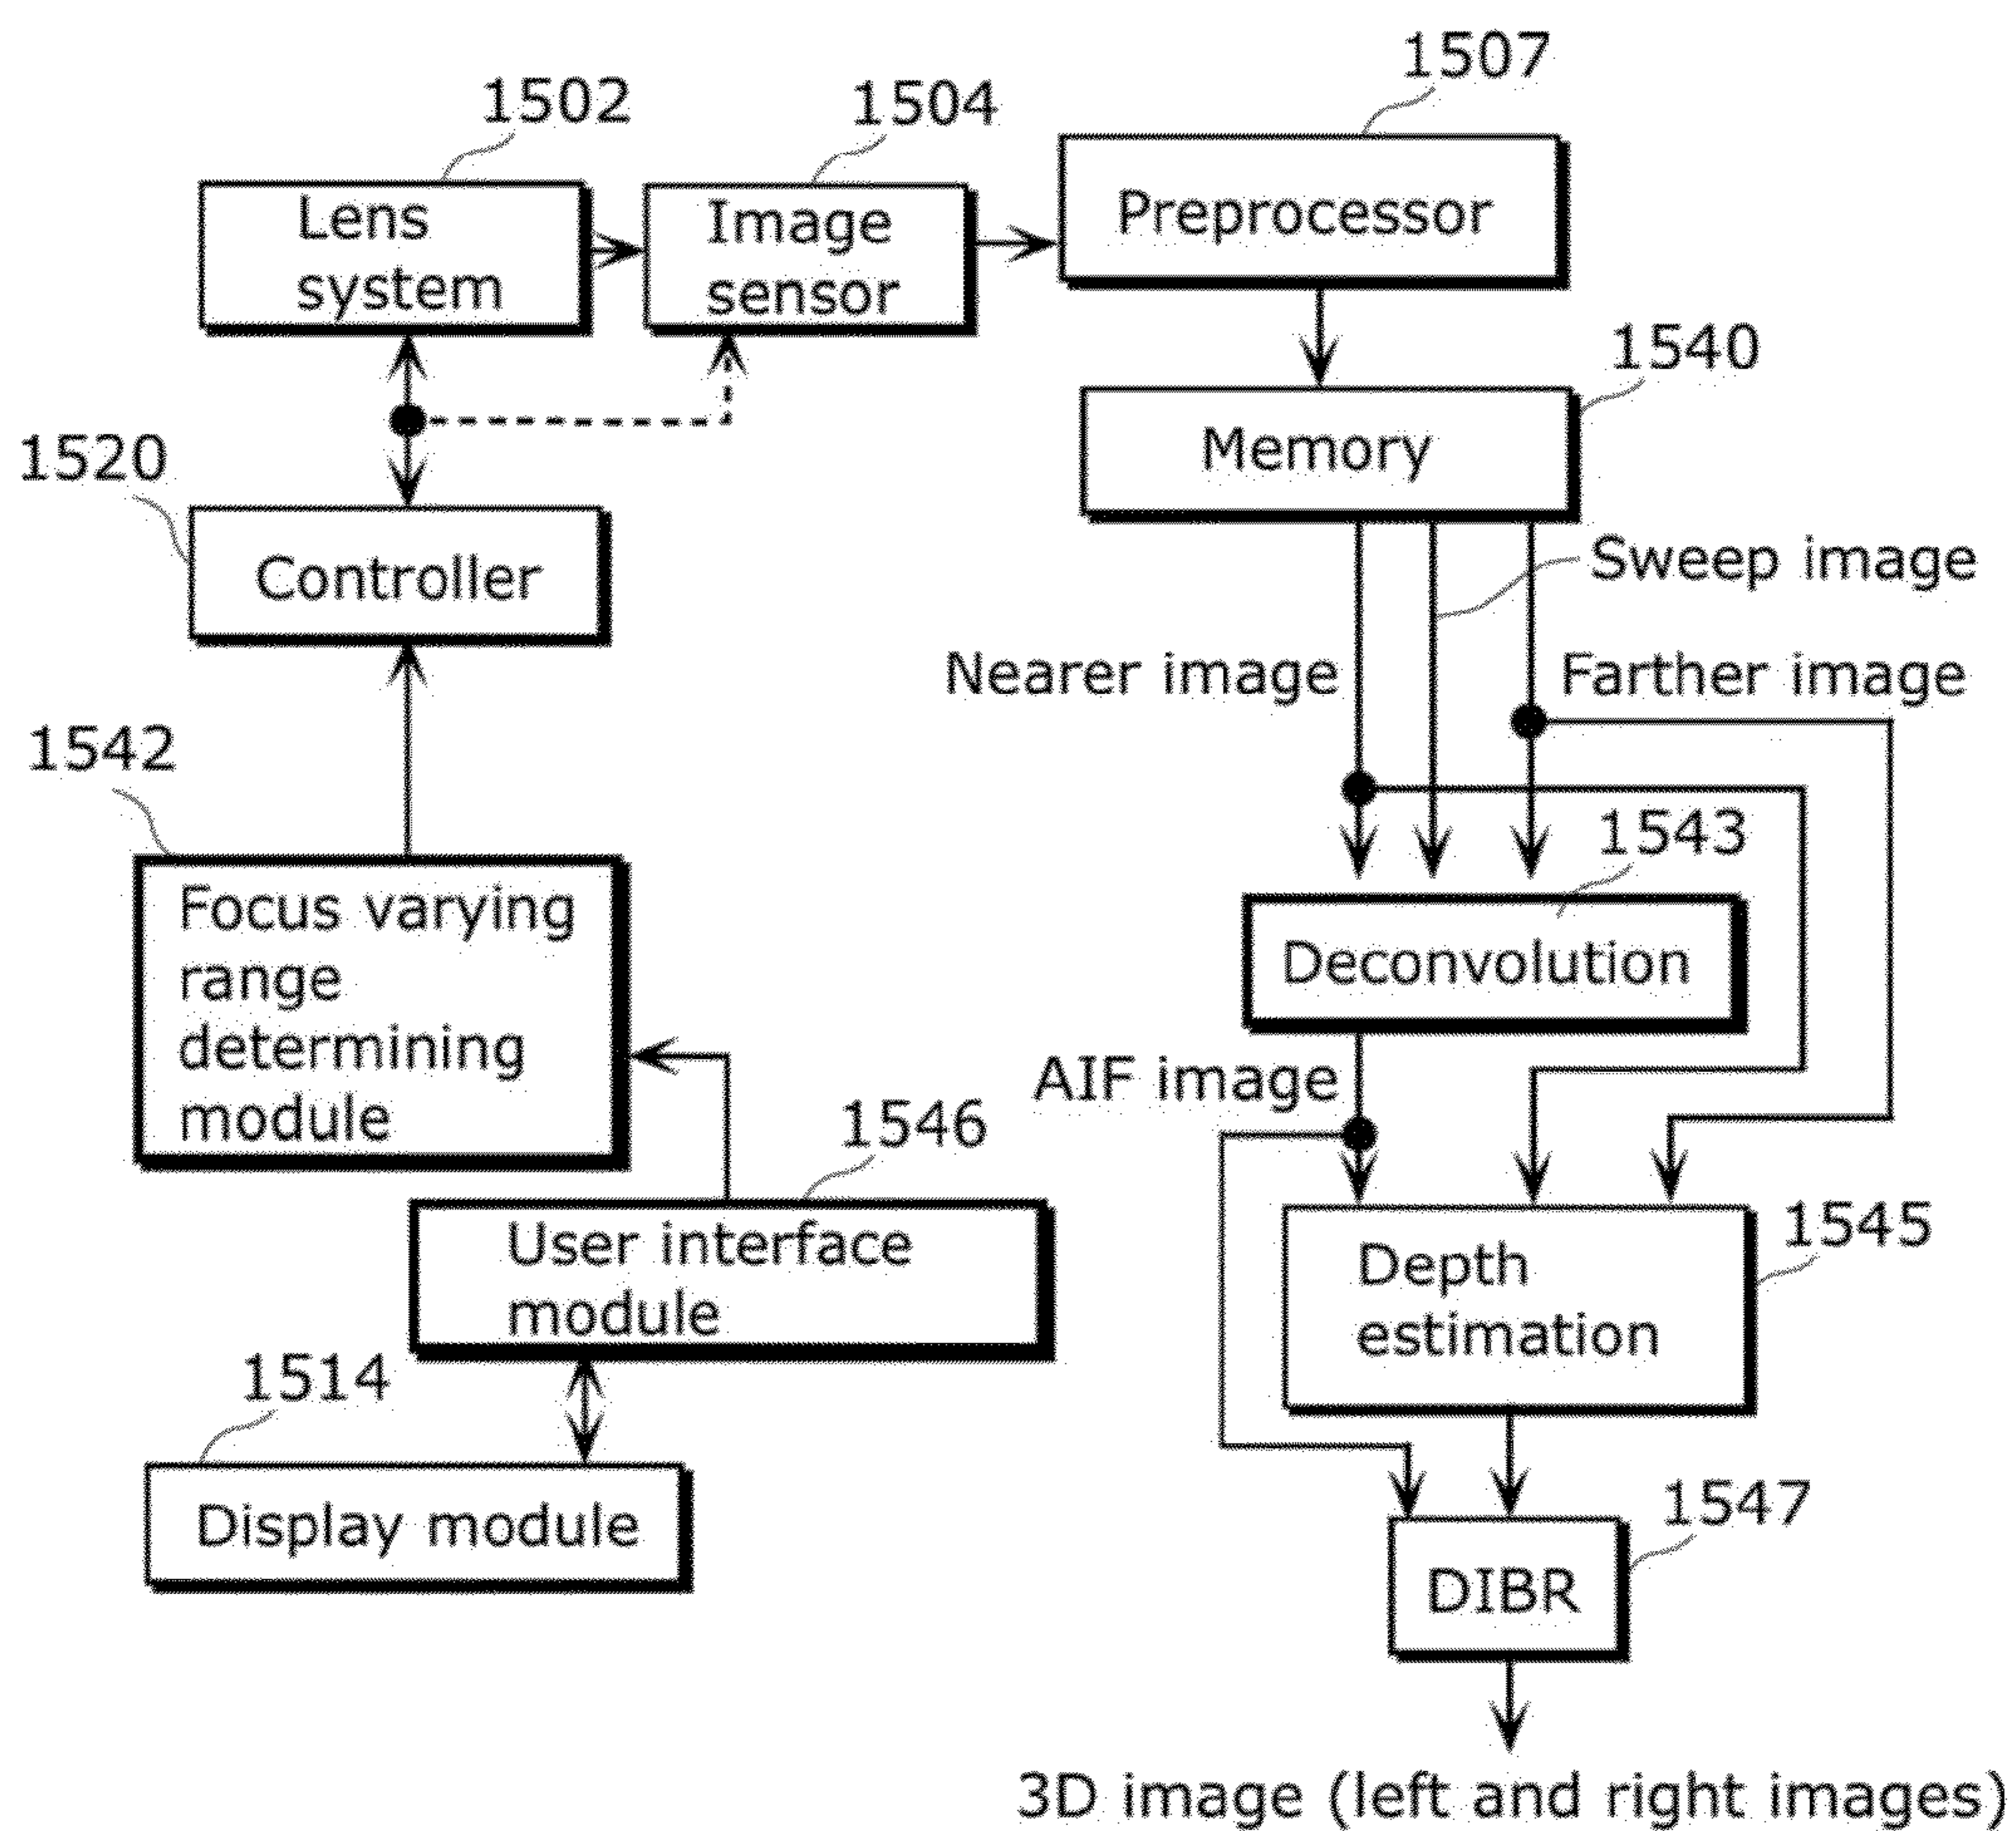 1507
1502
1504
Lens
system
Image
sensor
Preprocessor
1540
Memory
1520
Controller
Sweep image
Nearer image
Farther image
1542
Focus varying
range
determining
module
1543
Deconvolution
AIF image
1546
User interface
module
1545
Depth
estimation
1514
Display module
1547
DIBR
3D image (left and right images)